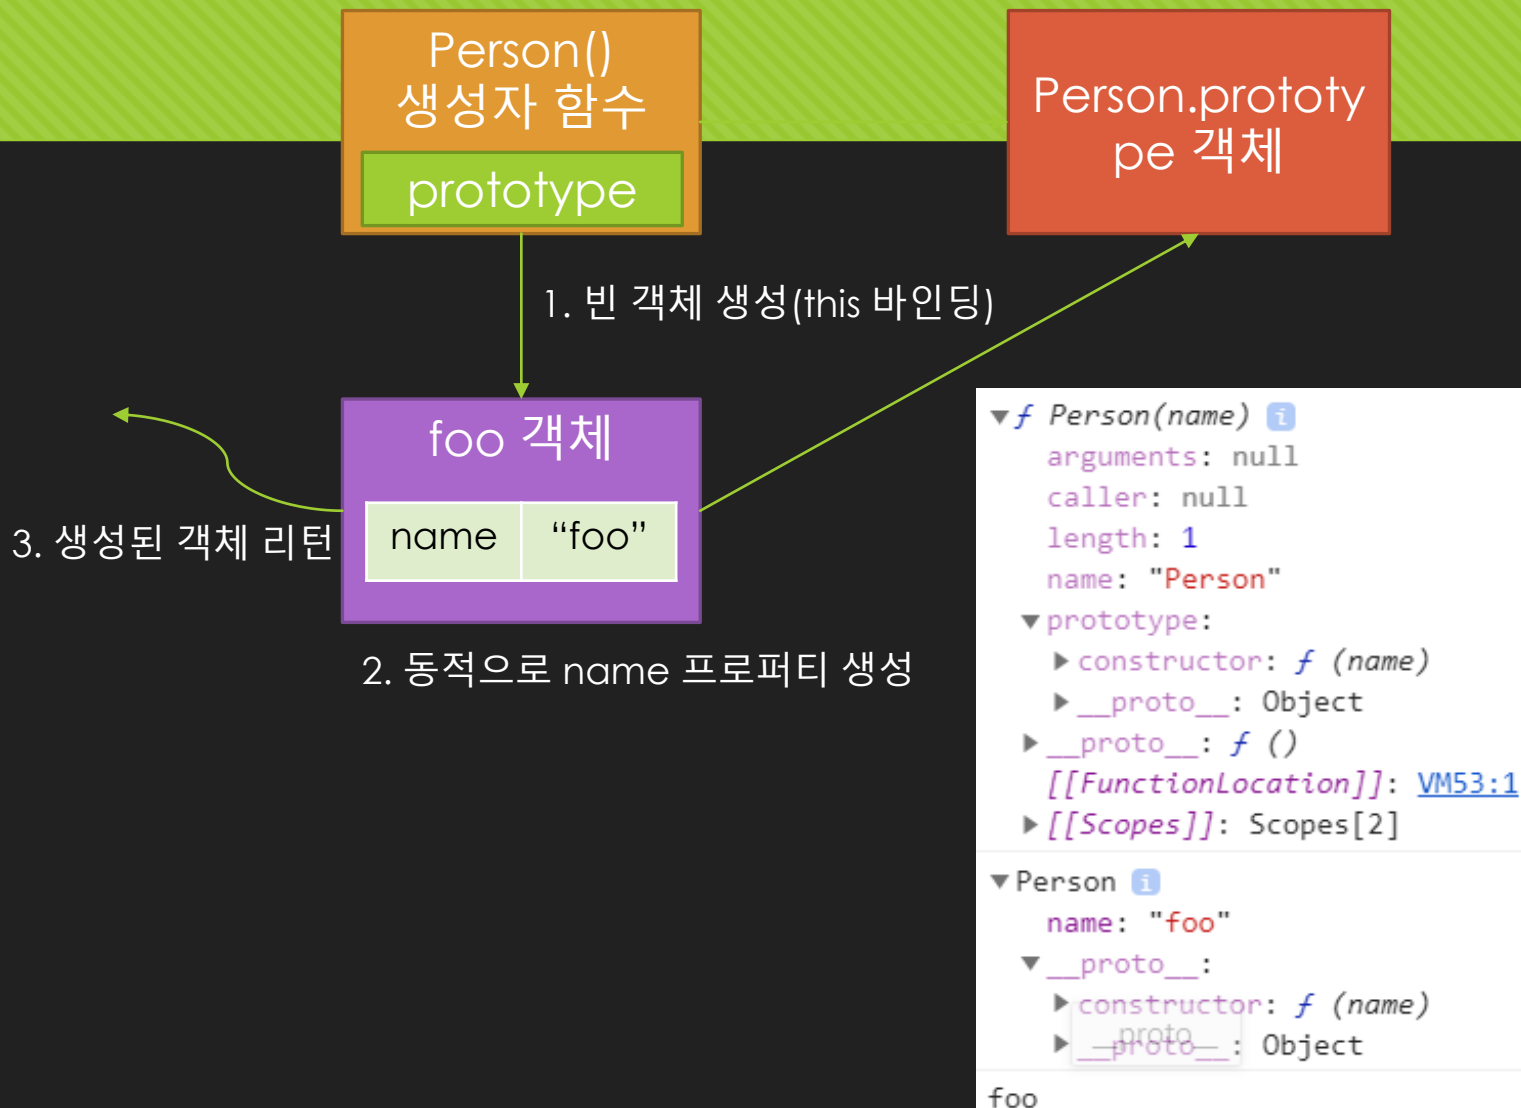 Person()
생성자 함수
prototype
Person.prototy
pe 객체
1. 빈 객체 생성(this 바인딩)
foo 객체
name "foo"
3. 생성된 객체 리턴
2. 동적으로 name 프로퍼티 생성
▼ƒ Person(name) i
arguments: null
caller: null
length: 1
name: "Person"
▼prototype:
▶constructor: ƒ (name)
▶__proto__: Object
▶__proto__: ƒ ()
[[FunctionLocation]]: VM53:1
▶[[Scopes]]: Scopes[2]
▼Person i
name: "foo"
▼__proto__:
▶constructor: ƒ (name)
▶__proto__: Object
__proto__
foo